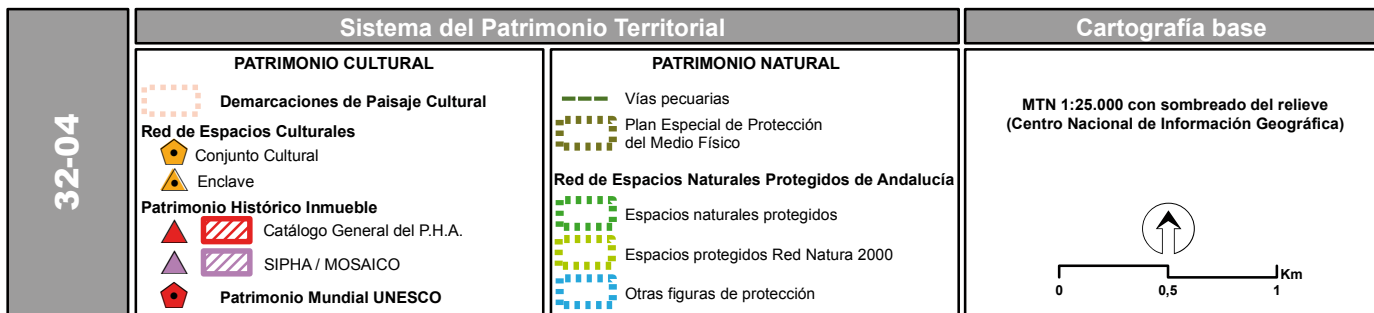 32-04
Sistema del Patrimonio Territorial
PATRIMONIO CULTURAL
Demarcaciones de Paisaje Cultural
Red de Espacios Culturales
Conjunto Cultural
Enclave
Patrimonio Histórico Inmueble
Catálogo General del P.H.A.
SIPHA / MOSAICO
Patrimonio Mundial UNESCO
PATRIMONIO NATURAL
Vías pecuarias
Plan Especial de Protección
del Medio Físico
Red de Espacios Naturales Protegidos de Andalucía
Espacios naturales protegidos
Espacios protegidos Red Natura 2000
Otras figuras de protección
Cartografía base
MTN 1:25.000 con sombreado del relieve
(Centro Nacional de Información Geográfica)
Km
0 0,5 1